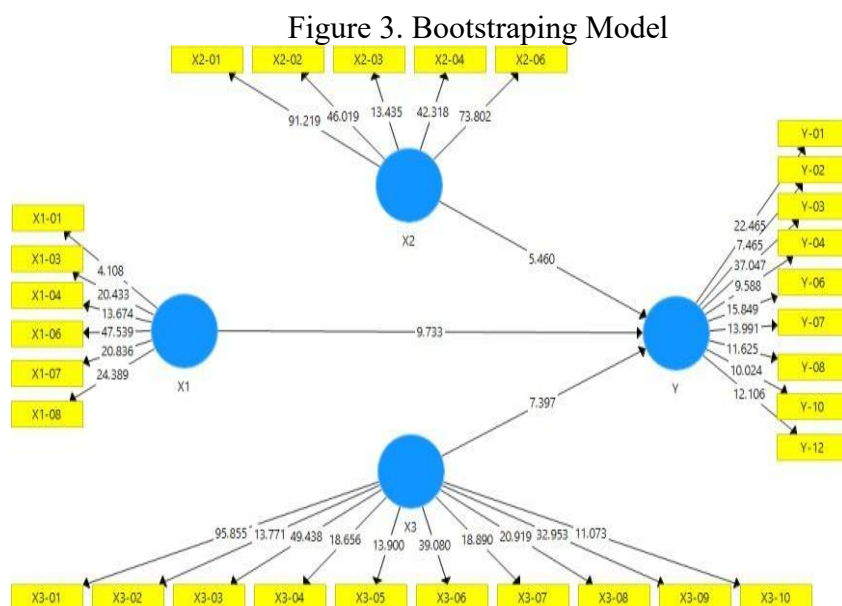 Figure 3. Bootstraping Model
X2-01 X2-02 X2-03 X2-04 X2-06
91.219 46.019 13.435 42.318 73.802
X2
X1-01
X1-03
X1-04
X1-06
X1-07
X1-08
4.108
20.433
13.674
47.539
20.836
24.389
X1
5.460
9.733
7.397
Y-01
Y-02
Y-03
Y-04
Y-06
Y-07
Y-08
Y-10
Y-12
22.465
7.465
37.047
9.588
15.849
13.991
11.625
10.024
12.106
Y
X3
95.855 13.771 49.438 18.656 13.900 39.080 18.890 20.919 32.953 11.073
X3-01 X3-02 X3-03 X3-04 X3-05 X3-06 X3-07 X3-08 X3-09 X3-10